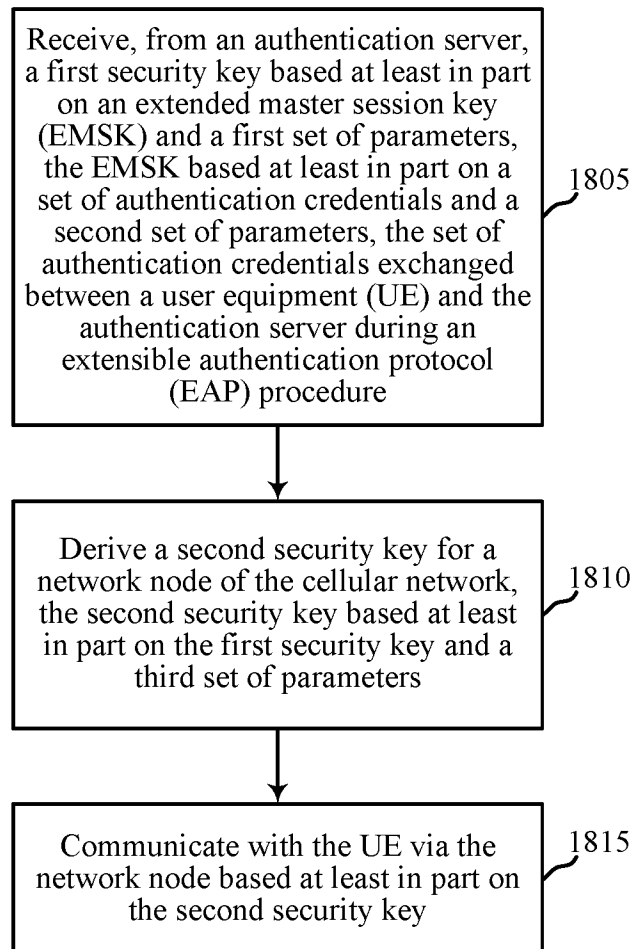 Receive, from an authentication server,
a first security key based at least in part
on an extended master session key
(EMSK) and a first set of parameters,
the EMSK based at least in part on a
set of authentication credentials and a
second set of parameters, the set of
authentication credentials exchanged
between a user equipment (UE) and the
authentication server during an
extensible authentication protocol
(EAP) procedure
1805
Derive a second security key for a
network node of the cellular network,
the second security key based at least
in part on the first security key and a
third set of parameters
1810
Communicate with the UE via the
network node based at least in part on
the second security key
1815